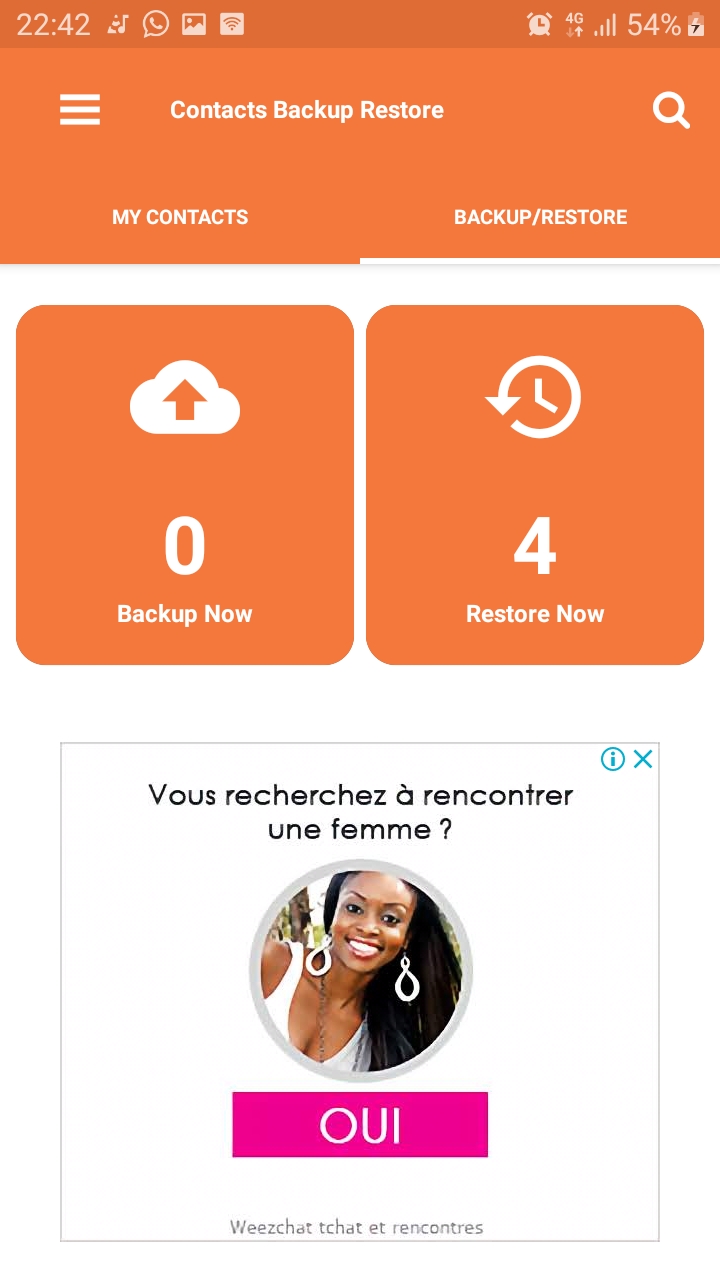 22:42 4G 54%
Contacts Backup Restore
MY CONTACTS BACKUP/RESTORE
0 4
Backup Now Restore Now
Vous recherchez à rencontrer
une femme ?
OUI
Weezchat tchat et rencontres